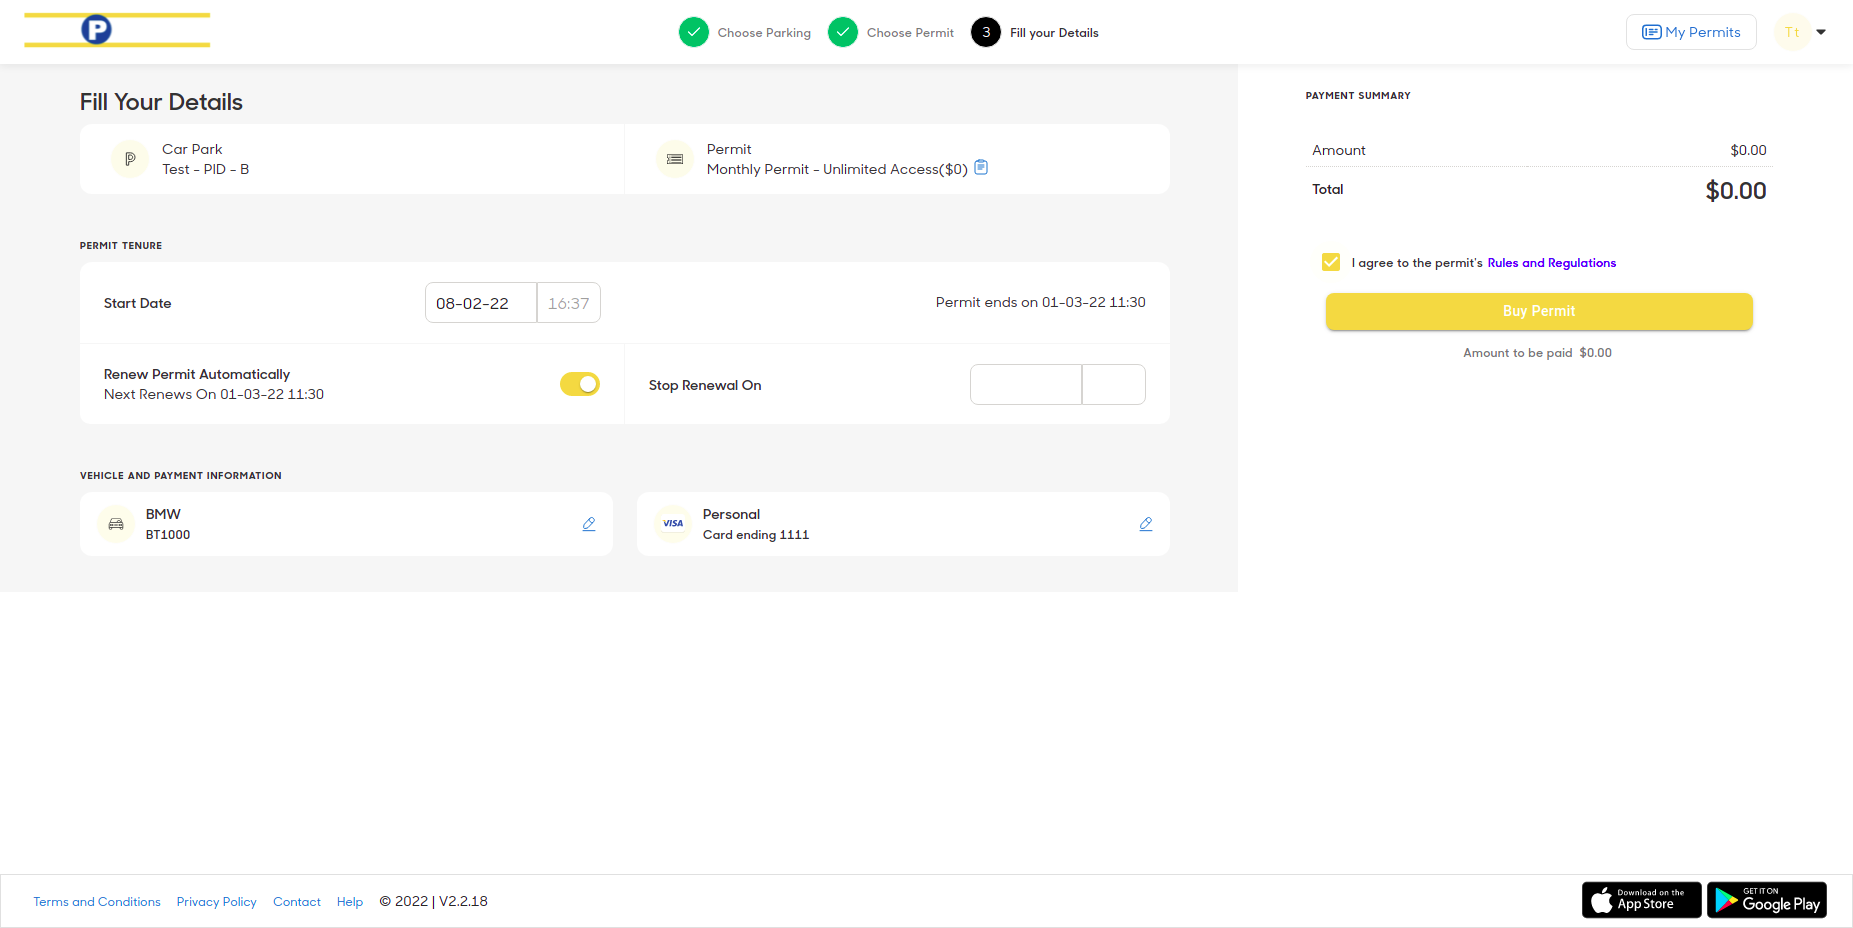 P
Choose Parking
Choose Permit
3 Fill your Details
My Permits
Tt
Fill Your Details
P
Car Park
Test - PID - B
Permit
Monthly Permit - Unlimited Access($0)
PERMIT TENURE
Start Date
08-02-22 16:37
Permit ends on 01-03-22 11:30
Renew Permit Automatically
Next Renews On 01-03-22 11:30
Stop Renewal On
VEHICLE AND PAYMENT INFORMATION
BMW
BT1000
VISA
Personal
Card ending 1111
PAYMENT SUMMARY
Amount $0.00
Total $0.00
I agree to the permit's Rules and Regulations
Buy Permit
Amount to be paid $0.00
Terms and Conditions Privacy Policy Contact Help © 2022 | V2.2.18
Download on the
App Store
GET IT ON
Google Play